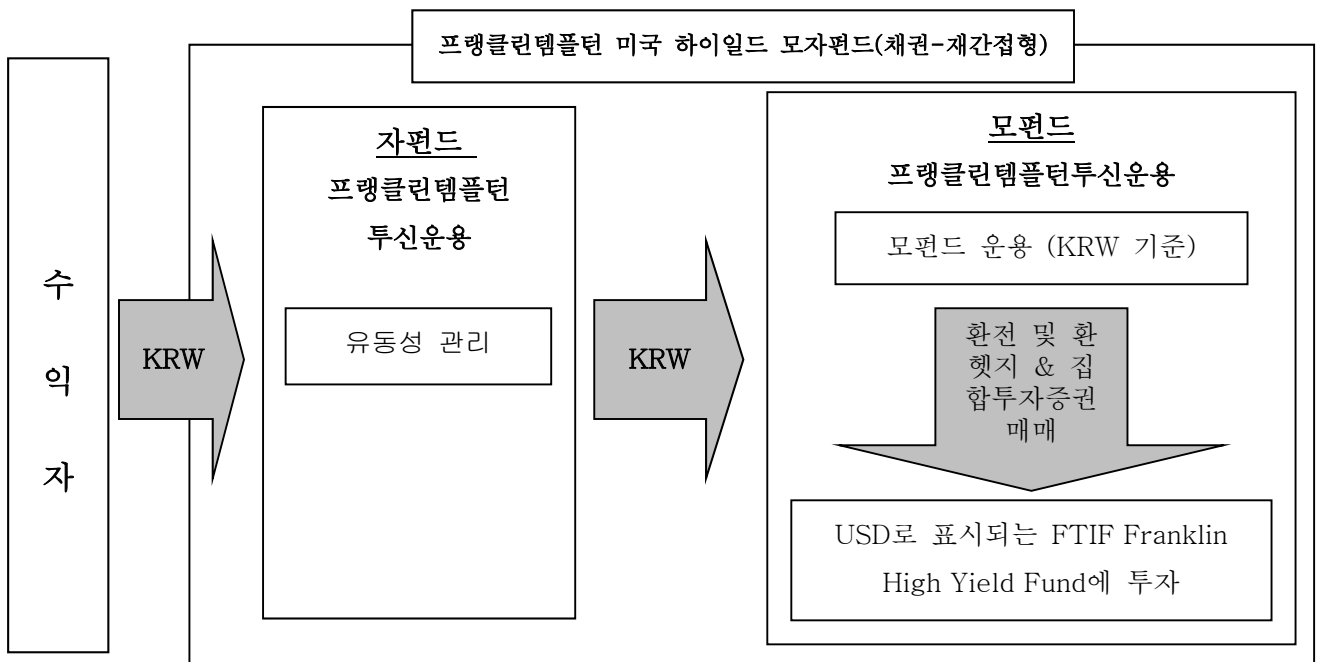 프랭클린템플턴 미국 하이일드 모자펀드(채권-재간접형)
수
익
자
KRW
자펀드
프랭클린템플턴
투신운용
유동성 관리
KRW
모펀드
프랭클린템플턴투신운용
모펀드 운용 (KRW 기준)
환전 및 환
헷지 & 집
합투자증권
매매
USD로 표시되는 FTIF Franklin
High Yield Fund에 투자